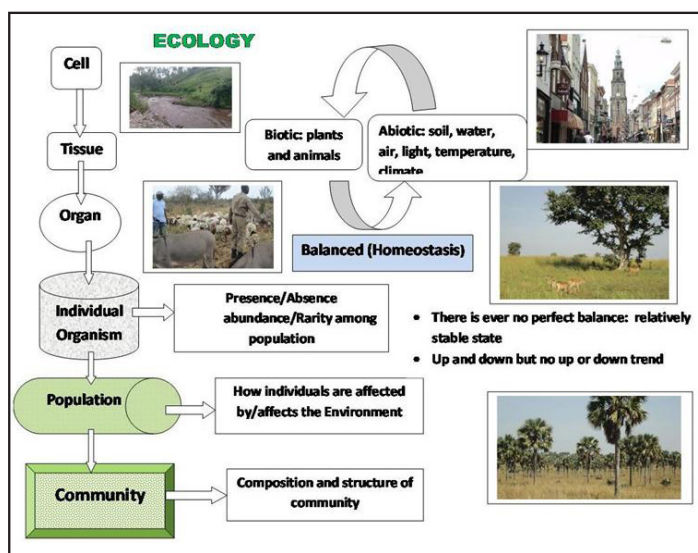 ECOLOGY
Cell
Tissue
Organ
Individual
Organism
Population
Community
Biotic: plants
and animals
Abiotic: soil, water,
air, light, temperature,
climate
Balanced (Homeostasis)
Presence/Absence
abundance/Rarity among
population
How individuals are affected
by/affects the Environment
Composition and structure of
community
• There is ever no perfect balance: relatively
stable state
• Up and down but no up or down trend